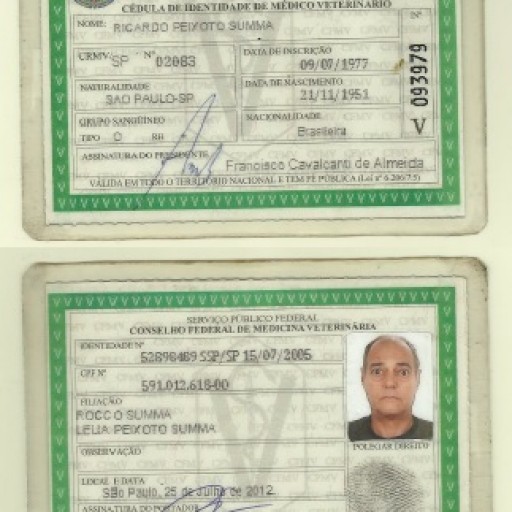 CÉDULA DE IDENTIDADE DE MÉDICO VETERINÁRIO
NOME: RICARDO PEIXOTO SUMMA
Nº 093979
CRMV- SP Nº 02083
DATA DE INSCRIÇÃO
09/07/1977
NATURALIDADE
SAO PAULO-SP
DATA DE NASCIMENTO
21/11/1951
GRUPO SANGÜÍNEO
TIPO O RH +
NACIONALIDADE
Brasileira
V
ASSINATURA DO PRESIDENTE Francisco Cavalcanti de Almeida
VÁLIDA EM TODO O TERRITÓRIO NACIONAL E TEM FÉ PÚBLICA (Lei nº 6.206/75)
SERVIÇO PÚBLICO FEDERAL
CONSELHO FEDERAL DE MEDICINA VETERINÁRIA
IDENTIDADE Nº
52898489 SSP/SP 15/07/2005
CPF Nº
591.012.618-00
FILIAÇÃO
ROCCO SUMMA
LELIA PEIXOTO SUMMA
POLEGAR DIREITO
OBSERVAÇÃO
LOCAL E DATA
São Paulo, 25 de Julho de 2012
ASSINATURA DO PORTADOR